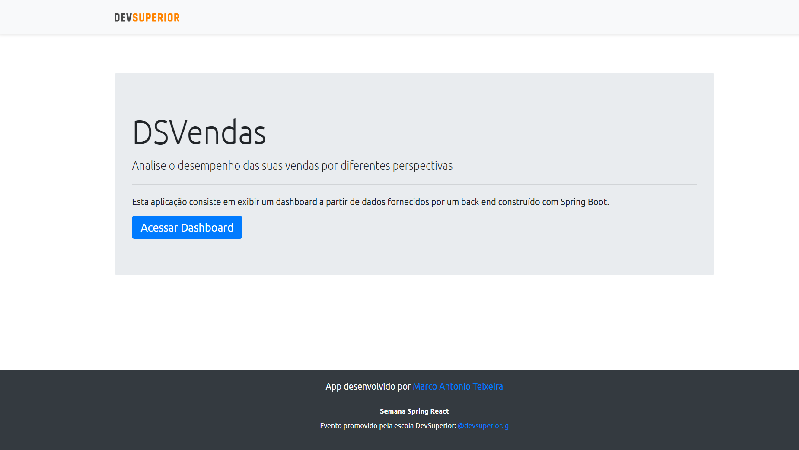 DEVSUPERIOR
DSVendas
Analise o desempenho das suas vendas por diferentes perspectivas
Esta aplicação consiste em exibir um dashboard a partir de dados fornecidos por um back end construído com Spring Boot.
Acessar Dashboard
App desenvolvido por Marco Antonio Teixeira
Semana Spring React
Evento promovido pela escola DevSuperior: @devsuperior.ig